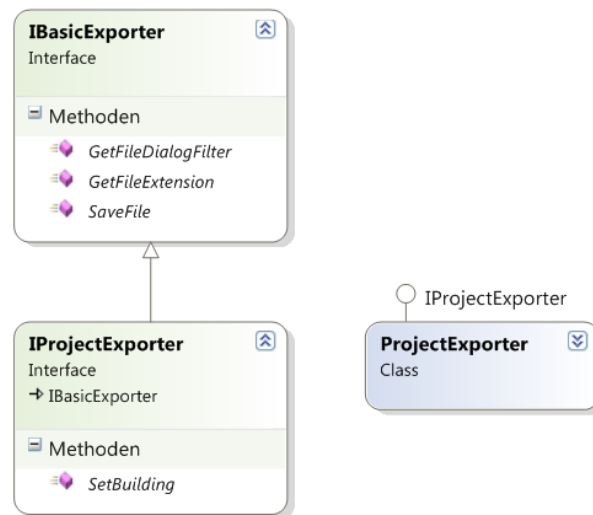 IBasicExporter
Interface
Methoden
GetFileDialogFilter
GetFileExtension
SaveFile
IProjectExporter
Interface
IBasicExporter
Methoden
SetBuilding
IProjectExporter
ProjectExporter
Class